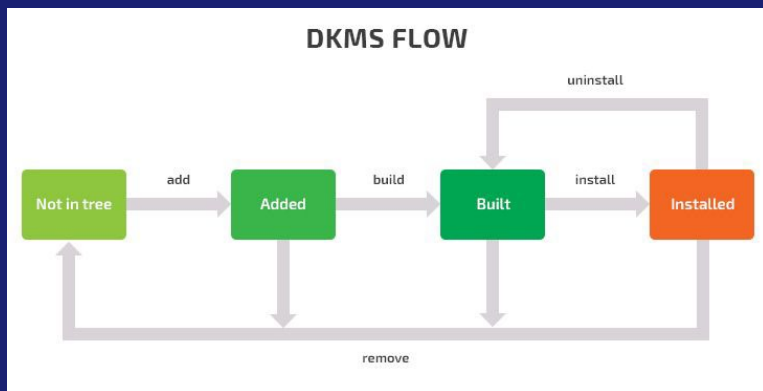 DKMS FLOW
uninstall
add
build
install
Not in tree
Added
Built
Installed
remove